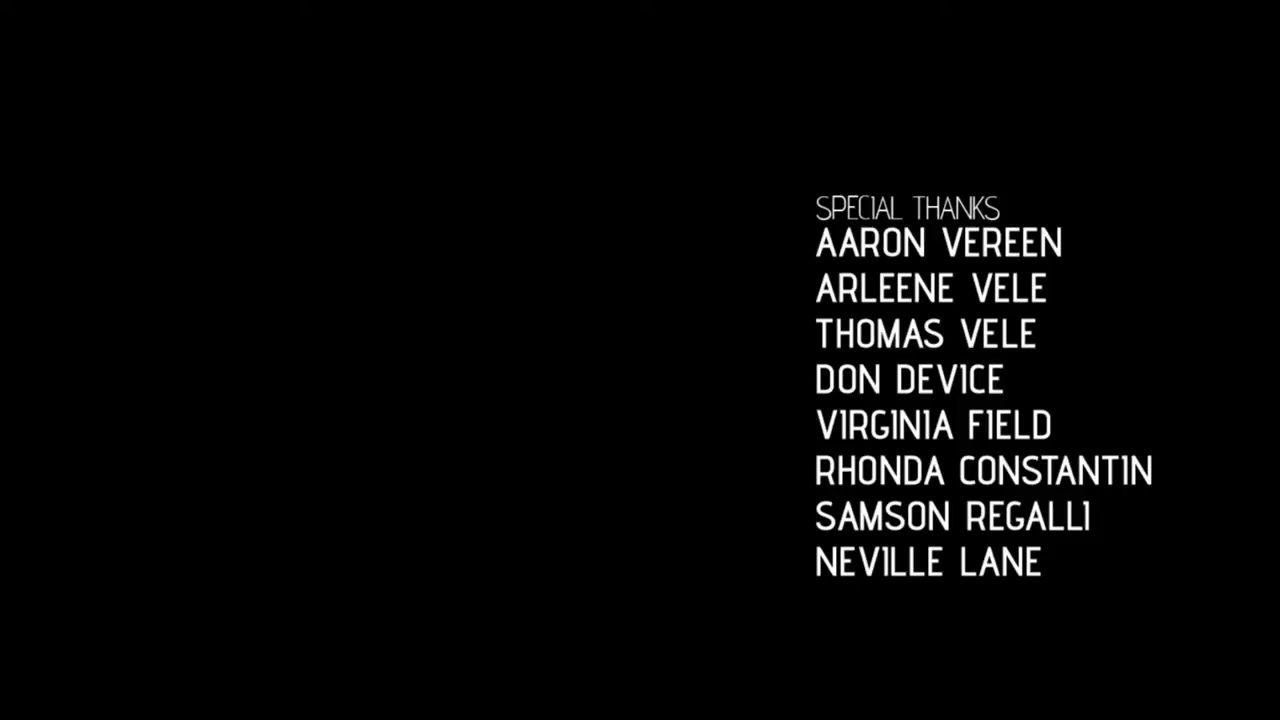 SPECIAL THANKS
AARON VEREEN
ARLEENE VELE
THOMAS VELE
DON DEVICE
VIRGINIA FIELD
RHONDA CONSTANTIN
SAMSON REGALLI
NEVILLE LANE